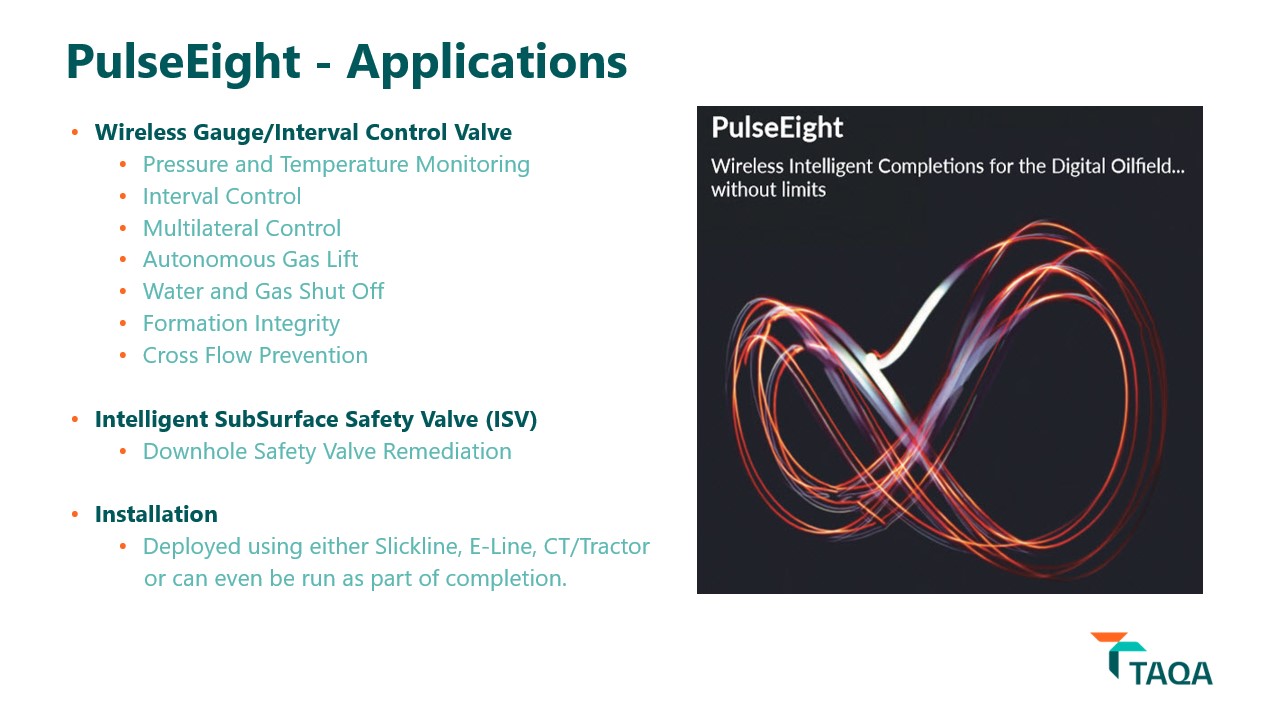 PulseEight - Applications
• Wireless Gauge/Interval Control Valve
• Pressure and Temperature Monitoring
• Interval Control
• Multilateral Control
• Autonomous Gas Lift
• Water and Gas Shut Off
• Formation Integrity
• Cross Flow Prevention
• Intelligent SubSurface Safety Valve (ISV)
• Downhole Safety Valve Remediation
• Installation
• Deployed using either Slickline, E-Line, CT/Tractor
or can even be run as part of completion.
PulseEight
Wireless Intelligent Completions for the Digital Oilfield...
without limits
TAQA